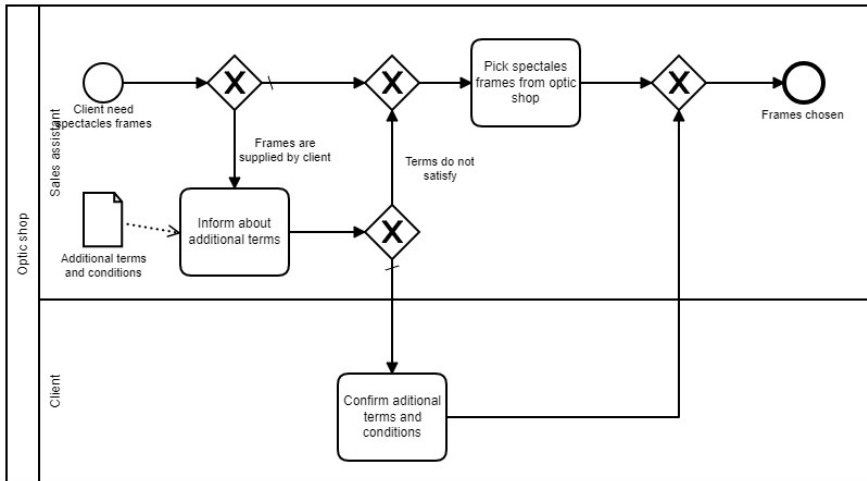 Optic shop
Sales assistant
Client need
spectacles frames
Pick spectales
frames from optic
shop
Frames chosen
Frames are
supplied by client
Terms do not
satisfy
Additional terms
and conditions
Inform about
additional terms
Client
Confirm aditional
terms and
conditions